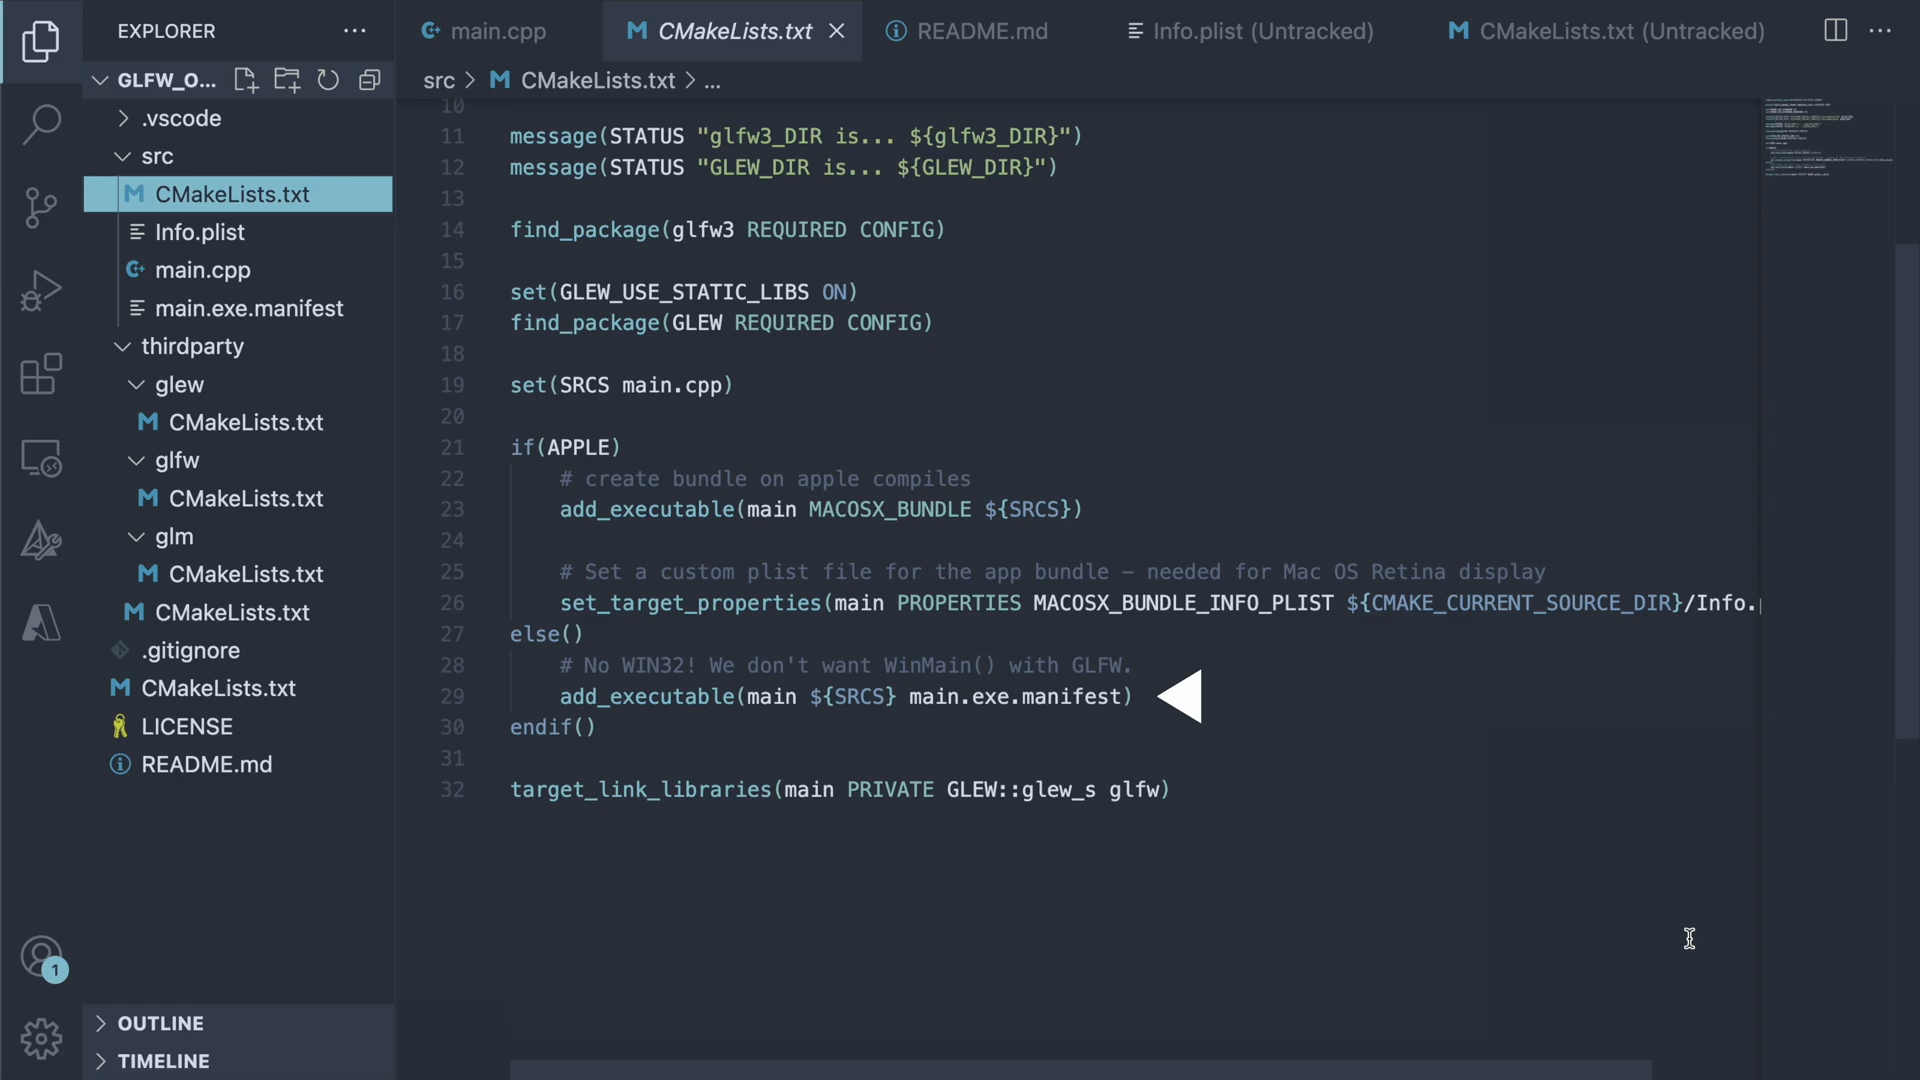 EXPLORER
main.cpp
CMakeLists.txt
README.md
Info.plist (Untracked)
CMakeLists.txt (Untracked)
GLFW_O...
src > CMakeLists.txt > ...
.vscode
src
CMakeLists.txt
Info.plist
main.cpp
main.exe.manifest
thirdparty
glew
CMakeLists.txt
glfw
CMakeLists.txt
glm
CMakeLists.txt
CMakeLists.txt
.gitignore
CMakeLists.txt
LICENSE
README.md
1
OUTLINE
TIMELINE
10
11 message(STATUS "glfw3_DIR is... ${glfw3_DIR}")
12 message(STATUS "GLEW_DIR is... ${GLEW_DIR}")
13
14 find_package(glfw3 REQUIRED CONFIG)
15
16 set(GLEW_USE_STATIC_LIBS ON)
17 find_package(GLEW REQUIRED CONFIG)
18
19 set(SRCS main.cpp)
20
21 if(APPLE)
22 # create bundle on apple compiles
23 add_executable(main MACOSX_BUNDLE ${SRCS})
24
25 # Set a custom plist file for the app bundle – needed for Mac OS Retina display
26 set_target_properties(main PROPERTIES MACOSX_BUNDLE_INFO_PLIST ${CMAKE_CURRENT_SOURCE_DIR}/Info.
27 else()
28 # No WIN32! We don't want WinMain() with GLFW.
29 add_executable(main ${SRCS} main.exe.manifest)
30 endif()
31
32 target_link_libraries(main PRIVATE GLEW::glew_s glfw)